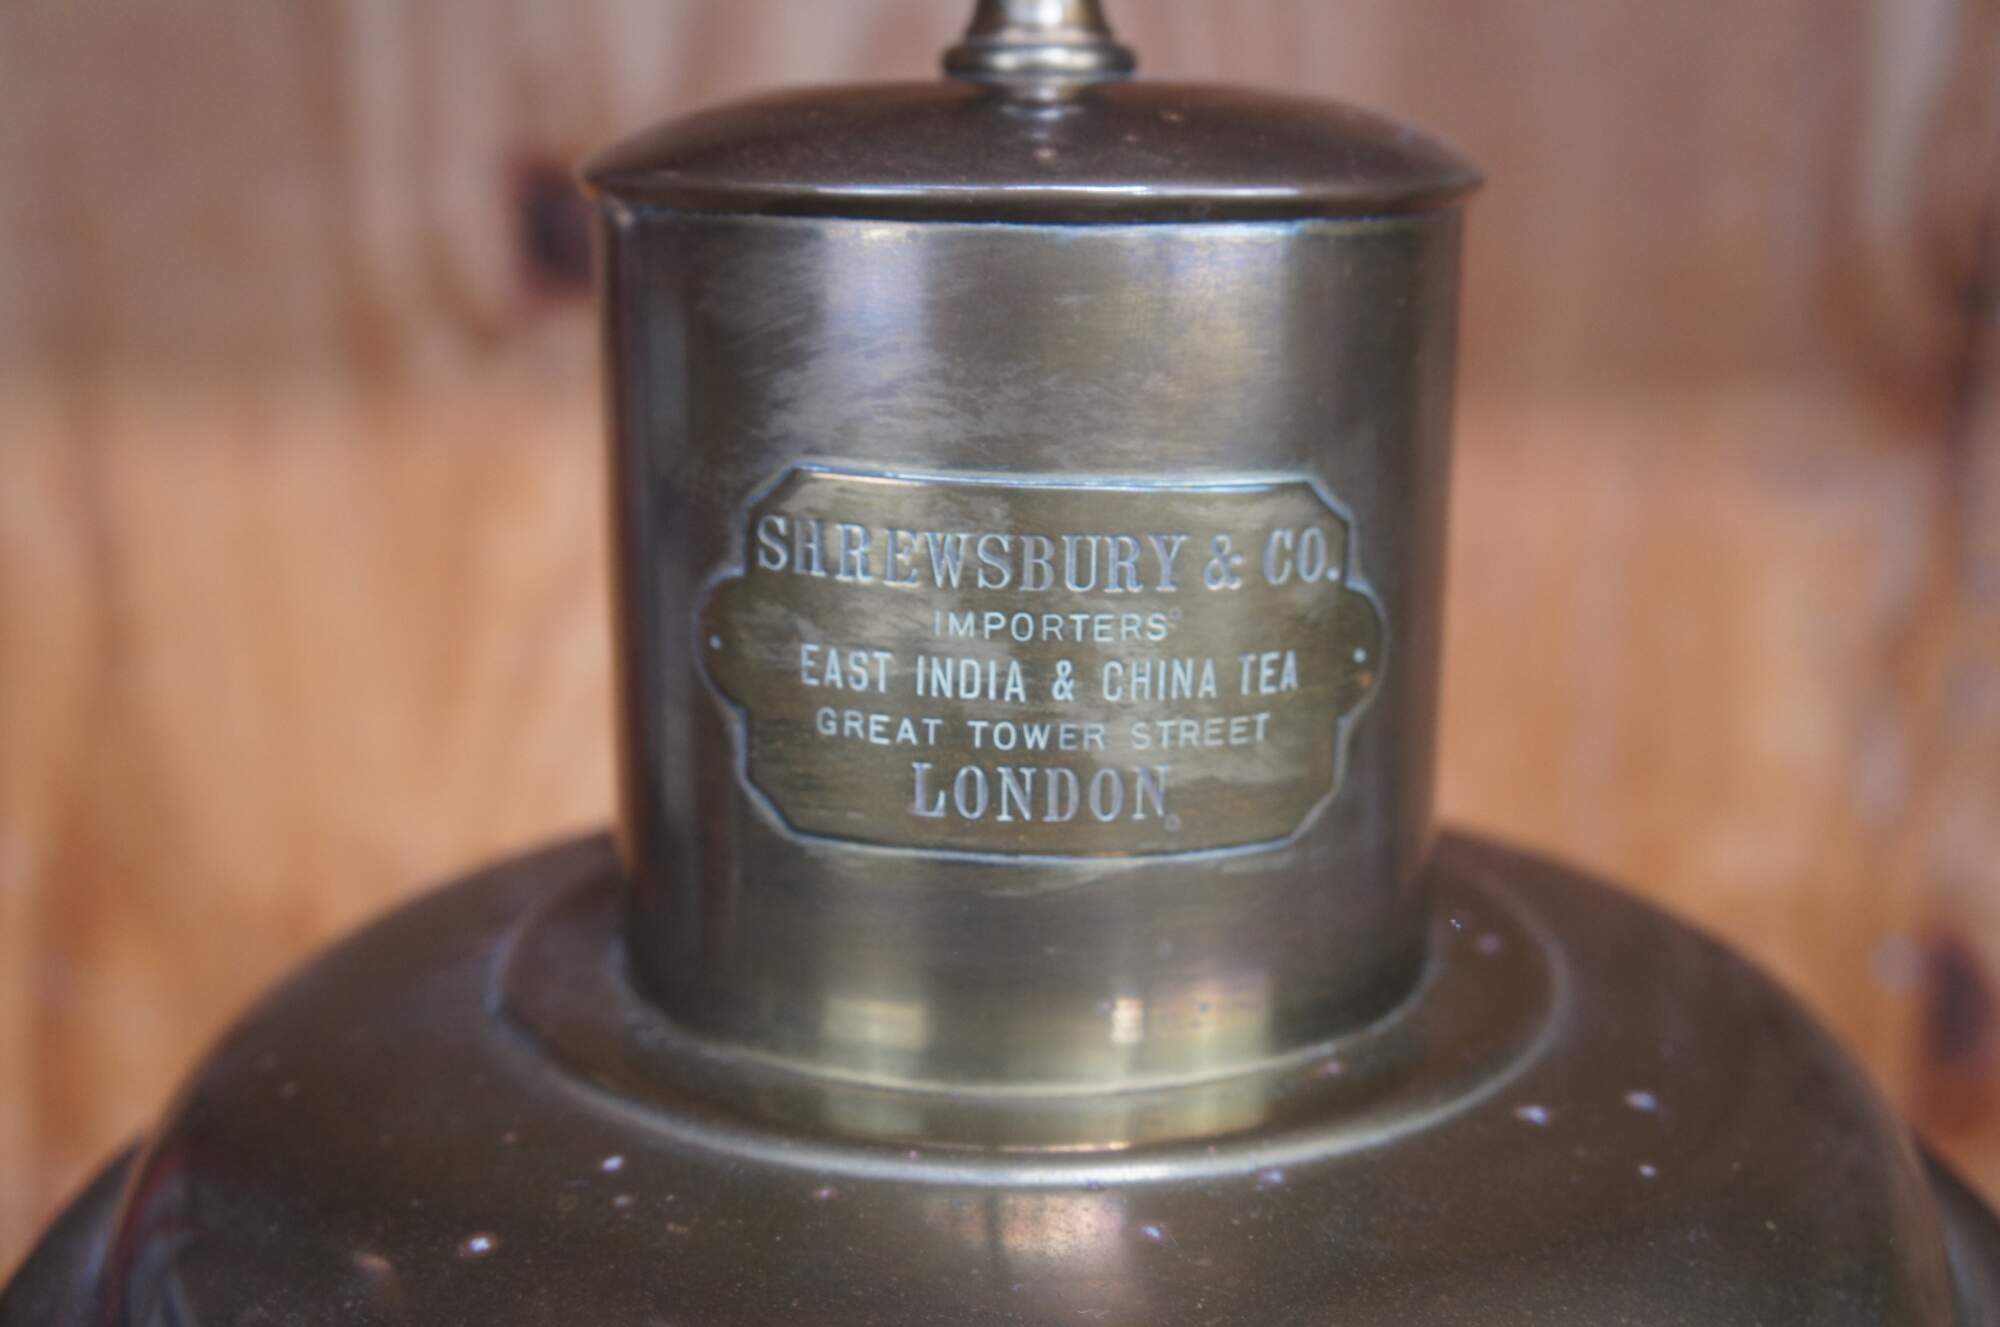 SHREWSBURY & CO.
IMPORTERS
EAST INDIA & CHINA TEA
GREAT TOWER STREET
LONDON